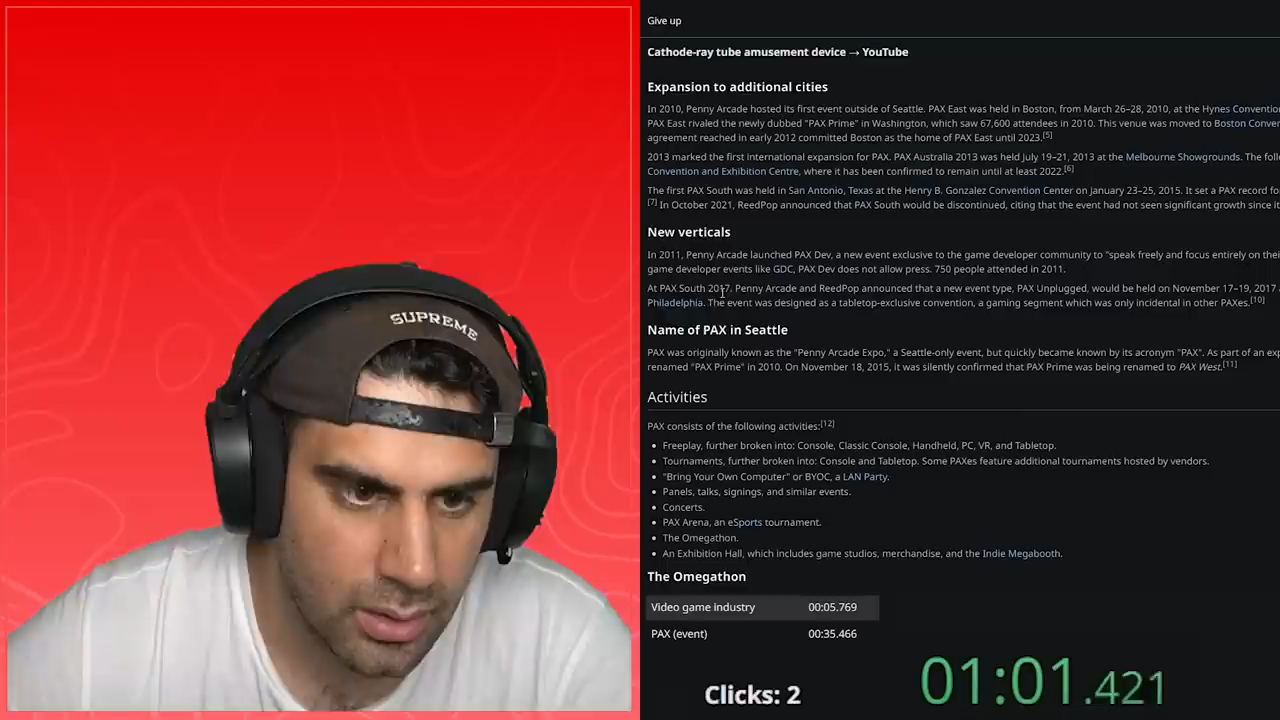 SUPREME
Give up
Cathode-ray tube amusement device → YouTube
Expansion to additional cities
In 2010, Penny Arcade hosted its first event outside of Seattle. PAX East was held in Boston, from March 26–28, 2010, at the Hynes Conventio
PAX East rivaled the newly dubbed "PAX Prime" in Washington, which saw 67,600 attendees in 2010. This venue was moved to Boston Conver
agreement reached in early 2012 committed Boston as the home of PAX East until 2023.[5]
2013 marked the first international expansion for PAX. PAX Australia 2013 was held July 19–21, 2013 at the Melbourne Showgrounds. The foll
Convention and Exhibition Centre, where it has been confirmed to remain until at least 2022.[6]
The first PAX South was held in San Antonio, Texas at the Henry B. Gonzalez Convention Center on January 23–25, 2015. It set a PAX record fo
[7] In October 2021, ReedPop announced that PAX South would be discontinued, citing that the event had not seen significant growth since it
New verticals
In 2011, Penny Arcade launched PAX Dev, a new event exclusive to the game developer community to "speak freely and focus entirely on thei
game developer events like GDC, PAX Dev does not allow press. 750 people attended in 2011.
At PAX South 2017, Penny Arcade and ReedPop announced that a new event type, PAX Unplugged, would be held on November 17–19, 2017
Philadelphia. The event was designed as a tabletop-exclusive convention, a gaming segment which was only incidental in other PAXes.[10]
Name of PAX in Seattle
PAX was originally known as the "Penny Arcade Expo," a Seattle-only event, but quickly became known by its acronym "PAX". As part of an exp
renamed "PAX Prime" in 2010. On November 18, 2015, it was silently confirmed that PAX Prime was being renamed to PAX West.[11]
Activities
PAX consists of the following activities:[12]
• Freeplay, further broken into: Console, Classic Console, Handheld, PC, VR, and Tabletop.
• Tournaments, further broken into: Console and Tabletop. Some PAXes feature additional tournaments hosted by vendors.
• "Bring Your Own Computer" or BYOC, a LAN Party.
• Panels, talks, signings, and similar events.
• Concerts.
• PAX Arena, an eSports tournament.
• The Omegathon.
• An Exhibition Hall, which includes game studios, merchandise, and the Indie Megabooth.
The Omegathon
Video game industry 00:05.769
PAX (event) 00:35.466
Clicks: 2
01:01.421